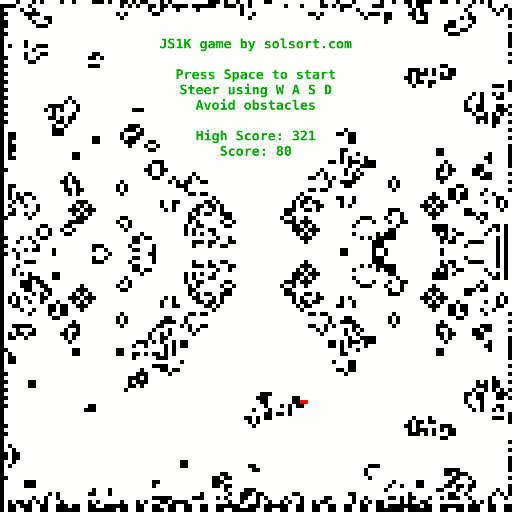 JS1K game by solsort.com
Press Space to start
Steer using W A S D
Avoid obstacles
High Score: 321
Score: 80